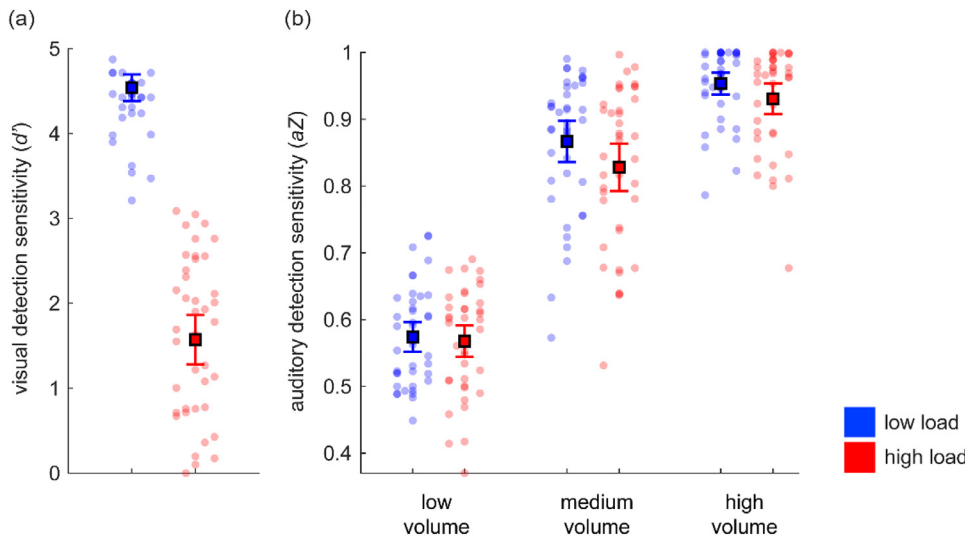 (a)
visual detection sensitivity (d')
5
4
3
2
1
0
(b)
auditory detection sensitivity (aZ)
1
0.9
0.8
0.7
0.6
0.5
0.4
low
volume
medium
volume
high
volume
low load
high load